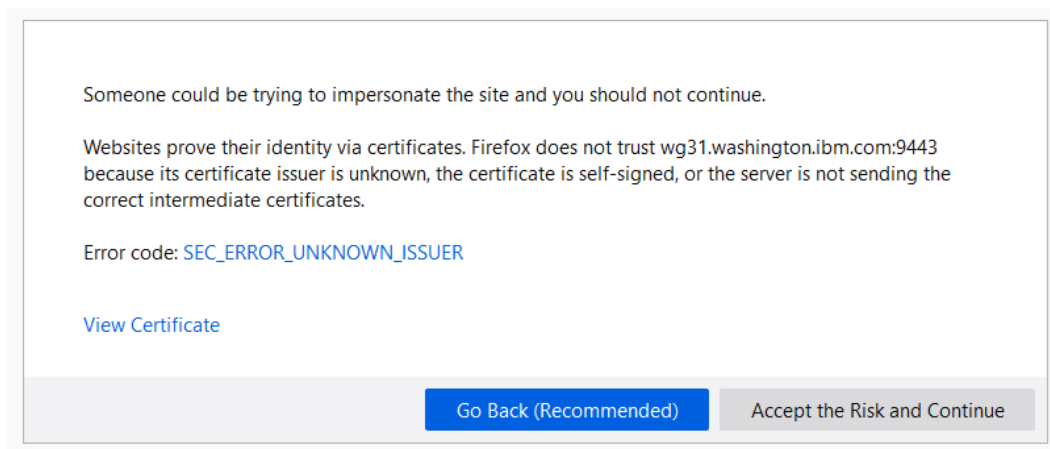 Someone could be trying to impersonate the site and you should not continue.
Websites prove their identity via certificates. Firefox does not trust wg31.washington.ibm.com:9443
because its certificate issuer is unknown, the certificate is self-signed, or the server is not sending the
correct intermediate certificates.
Error code: SEC_ERROR_UNKNOWN_ISSUER
View Certificate
Go Back (Recommended)
Accept the Risk and Continue